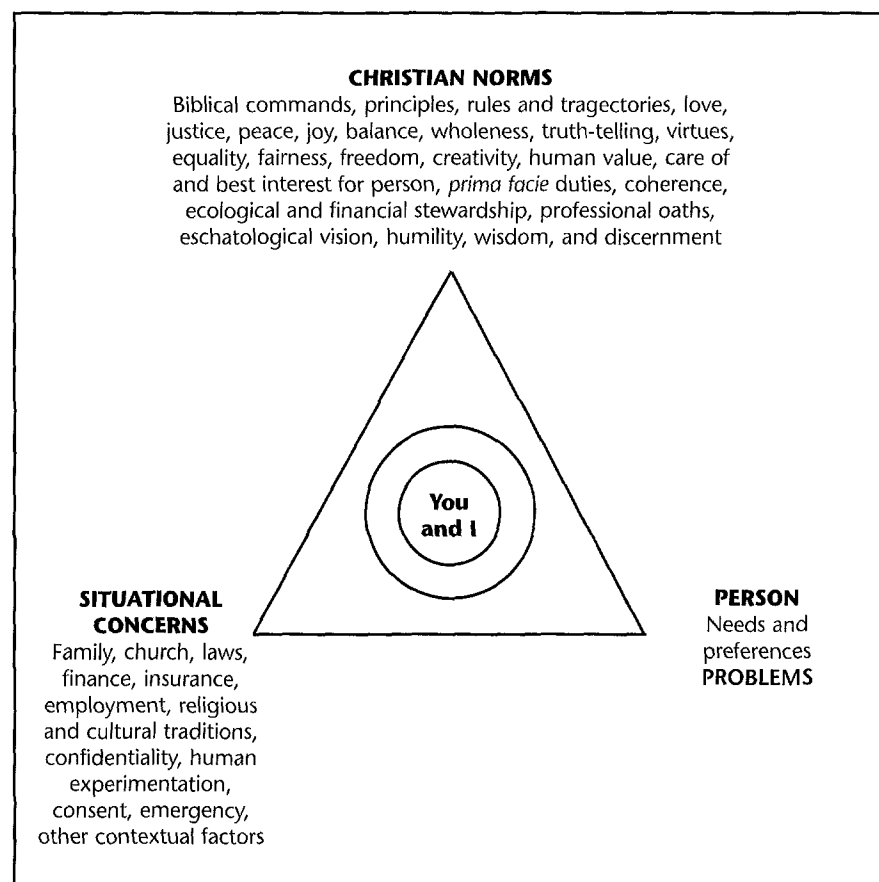 CHRISTIAN NORMS
Biblical commands, principles, rules and tragectories, love,
justice, peace, joy, balance, wholeness, truth-telling, virtues,
equality, fairness, freedom, creativity, human value, care of
and best interest for person, prima facie duties, coherence,
ecological and financial stewardship, professional oaths,
eschatological vision, humility, wisdom, and discernment
You
and I
SITUATIONAL
CONCERNS
Family, church, laws,
finance, insurance,
employment, religious
and cultural traditions,
confidentiality, human
experimentation,
consent, emergency,
other contextual factors
PERSON
Needs and
preferences
PROBLEMS